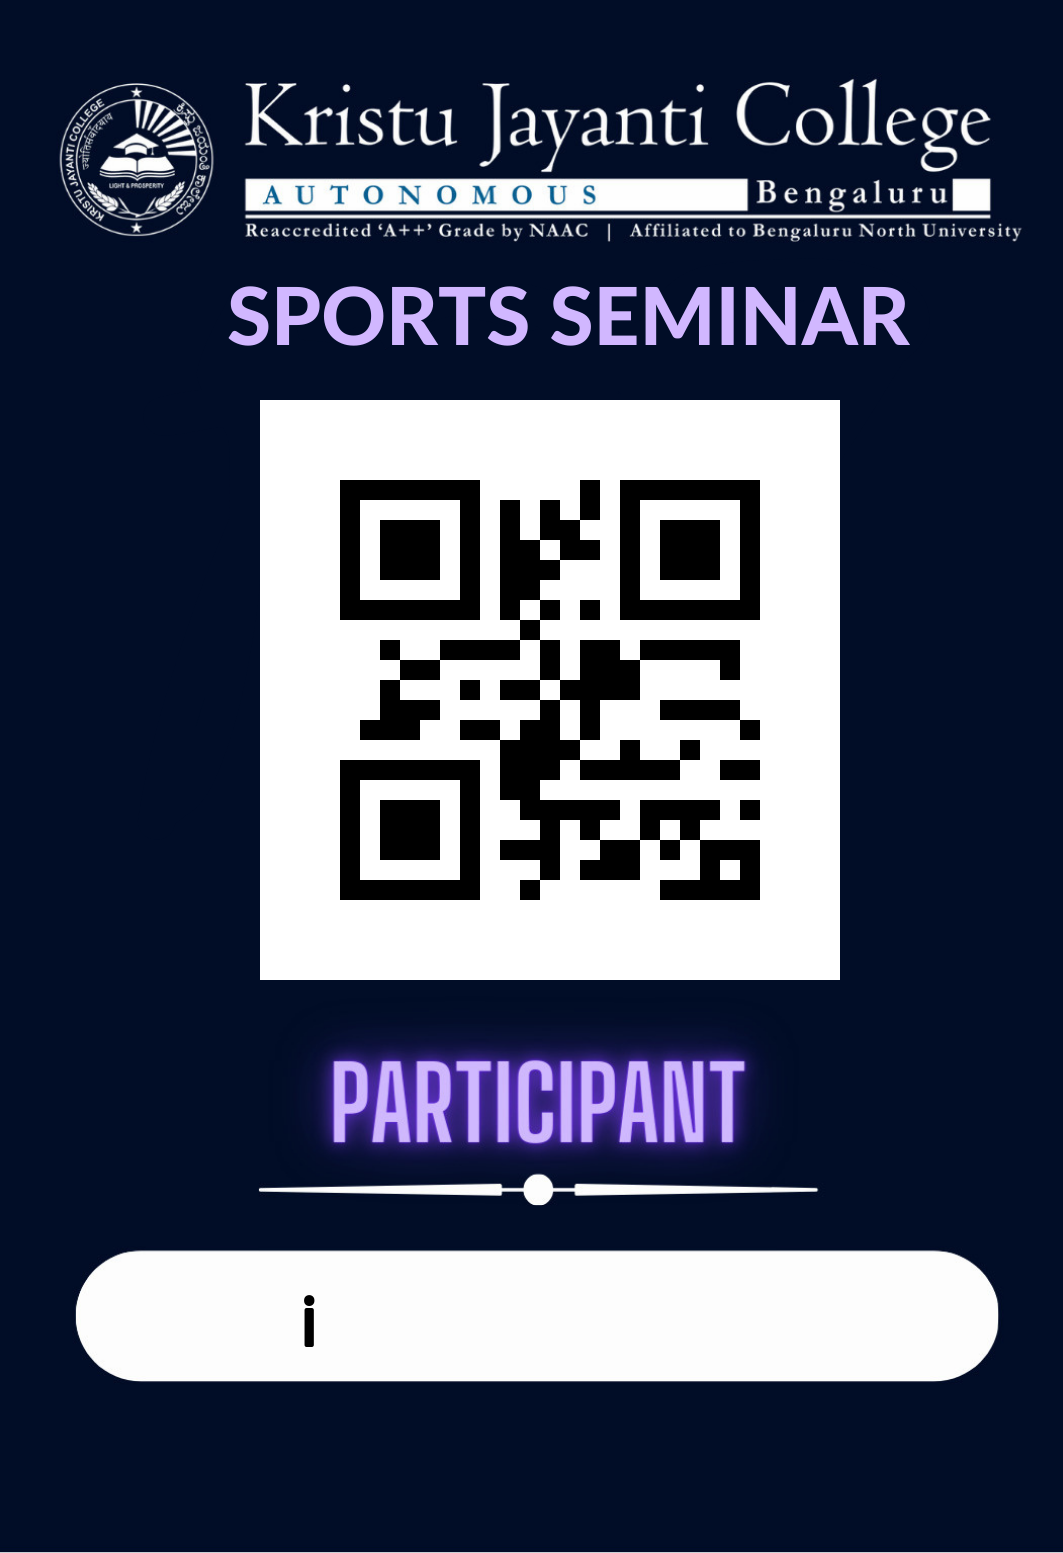 KRISTU JAYANTI COLLEGE
LIGHT & PROSPERITY
Kristu Jayanti College
AUTONOMOUS Bengaluru
Reaccredited ‘A++’ Grade by NAAC | Affiliated to Bengaluru North University
SPORTS SEMINAR
PARTICIPANT
i